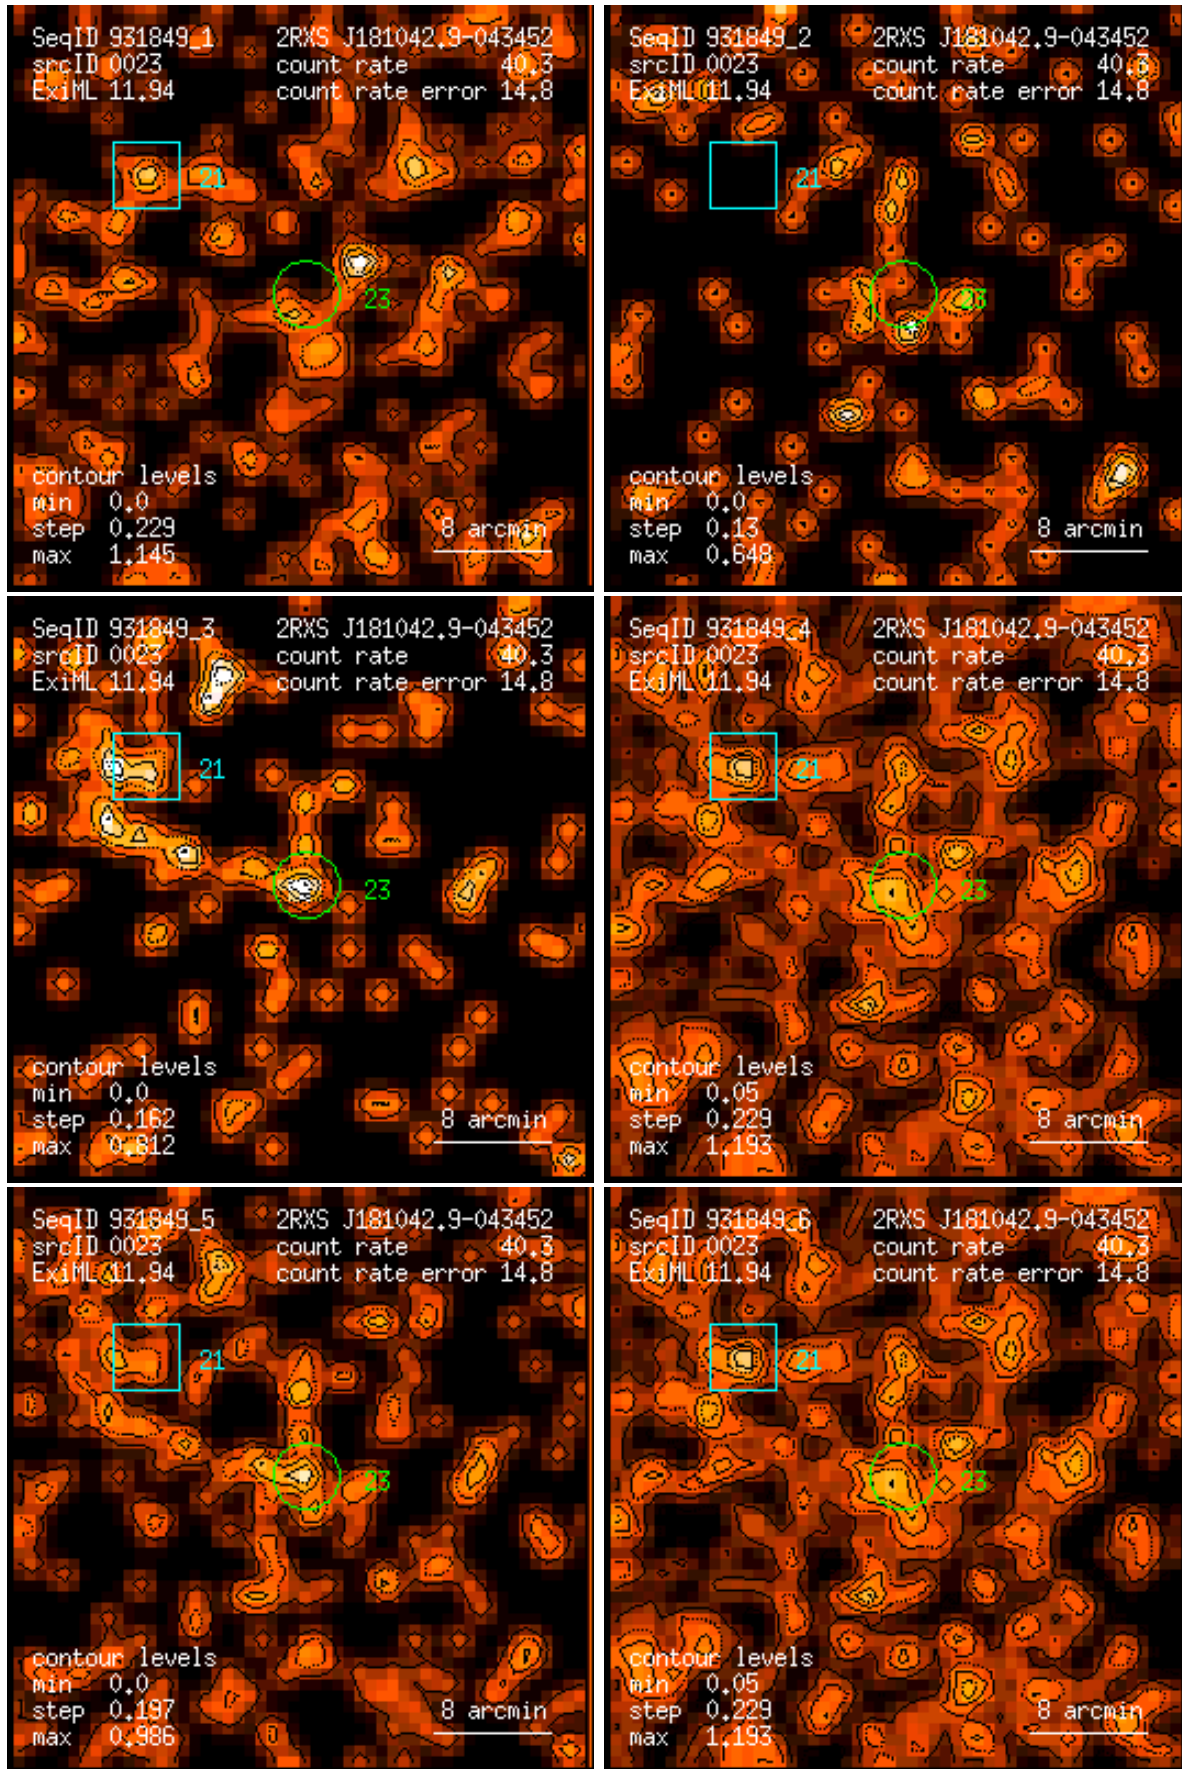 SeqID 931849_1 2RXS J181042.9-043452
srcID 0023 count rate 40.3
ExiML 11.94 count rate error 14.8
21
23
contour levels
min 0.0
step 0.229 8 arcmin
max 1.145
SeqID 931849_2 2RXS J181042.9-043452
srcID 0023 count rate 40.3
ExiML 11.94 count rate error 14.8
21
23
contour levels
min 0.0
step 0.13 8 arcmin
max 0.648
SeqID 931849_3 2RXS J181042.9-043452
srcID 0023 count rate 40.3
ExiML 11.94 count rate error 14.8
21
23
contour levels
min 0.0
step 0.162 8 arcmin
max 0.812
SeqID 931849_4 2RXS J181042.9-043452
srcID 0023 count rate 40.3
ExiML 11.94 count rate error 14.8
21
23
contour levels
min 0.05
step 0.229 8 arcmin
max 1.193
SeqID 931849_5 2RXS J181042.9-043452
srcID 0023 count rate 40.3
ExiML 11.94 count rate error 14.8
21
23
contour levels
min 0.0
step 0.197 8 arcmin
max 0.986
SeqID 931849_6 2RXS J181042.9-043452
srcID 0023 count rate 40.3
ExiML 11.94 count rate error 14.8
21
23
contour levels
min 0.05
step 0.229 8 arcmin
max 1.193